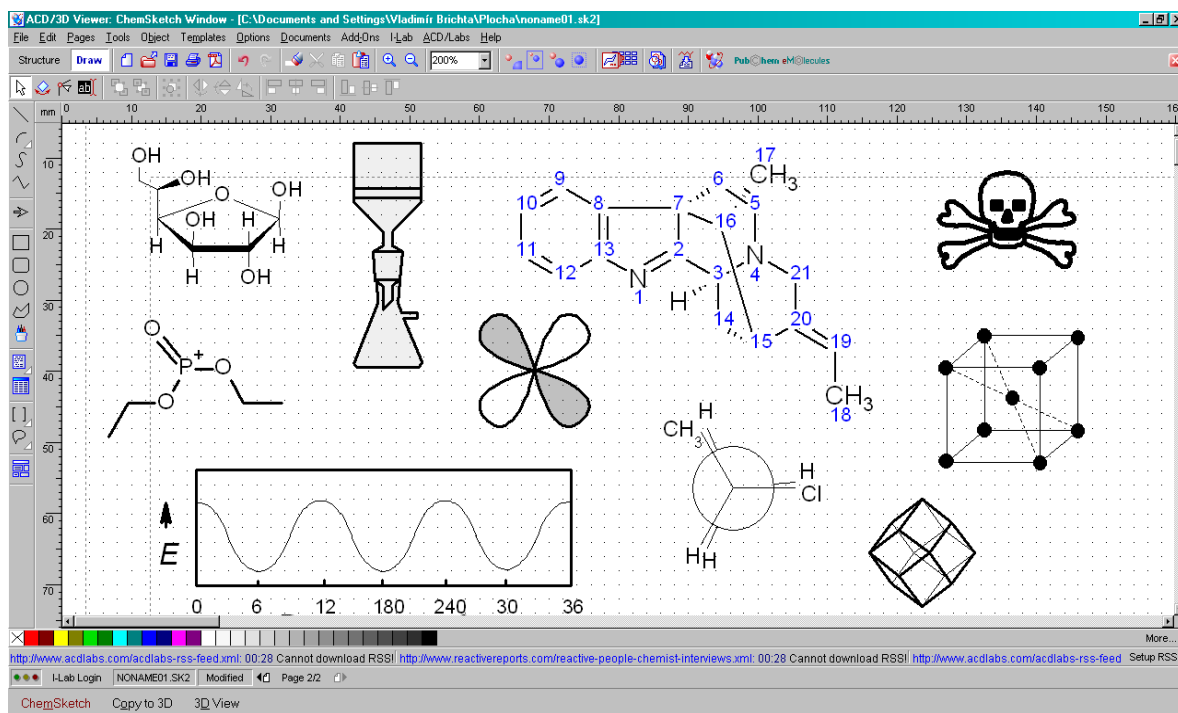 ACD/3D Viewer: ChemSketch Window - [C:\Documents and Settings\Vladimír Brichta\Plocha\noname01.sk2]
File Edit Pages Tools Object Templates Options Documents Add-Ons I-Lab ACD/Labs Help
Structure Draw 200% PubChem eMolecules
ab
mm 0 10 20 30 40 50 60 70 80 90 100 110 120 130 140 150 160
10
20
30
40
50
60
70
OH
OH
OH
O
OH
H
H
H
H
OH
17
CH3
9
6
10
8
7
5
16
11
13
2
N
12
3
4
21
N
1
H
14
20
15
19
CH3
18
O
P
+
O
O
H
CH3
H
Cl
H
H
E
0 6 12 180 240 30 36
More...
http://www.acdlabs.com/acdlabs-rss-feed.xml: 00:28 Cannot download RSS! http://www.reactivereports.com/reactive-people-chemist-interviews.xml: 00:28 Cannot download RSS! http://www.acdlabs.com/acdlabs-rss-feed Setup RSS
I-Lab Login NONAME01.SK2 Modified Page 2/2
ChemSketch Copy to 3D 3D View